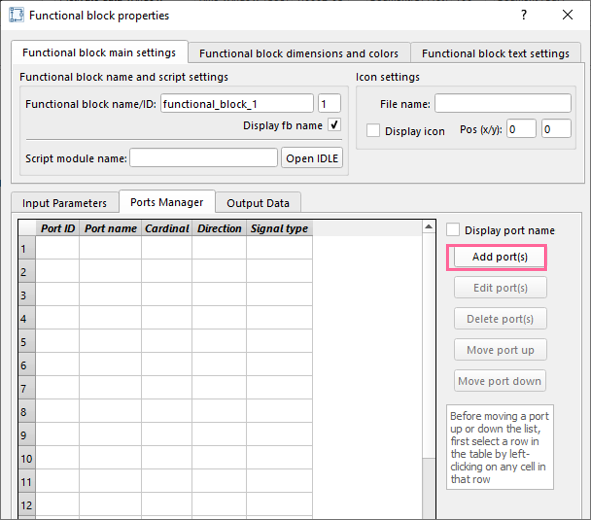 Functional block properties
?
Functional block main settings
Functional block dimensions and colors
Functional block text settings
Functional block name and script settings
Functional block name/ID: functional_block_1 1
Display fb name
Script module name: Open IDLE
Icon settings
File name:
Display icon Pos (x/y): 0 0
Input Parameters
Ports Manager
Output Data
Port ID Port name Cardinal Direction Signal type
1
2
3
4
5
6
7
8
9
10
11
12
Display port name
Add port(s)
Edit port(s)
Delete port(s)
Move port up
Move port down
Before moving a port
up or down the list,
first select a row in
the table by left-
clicking on any cell in
that row